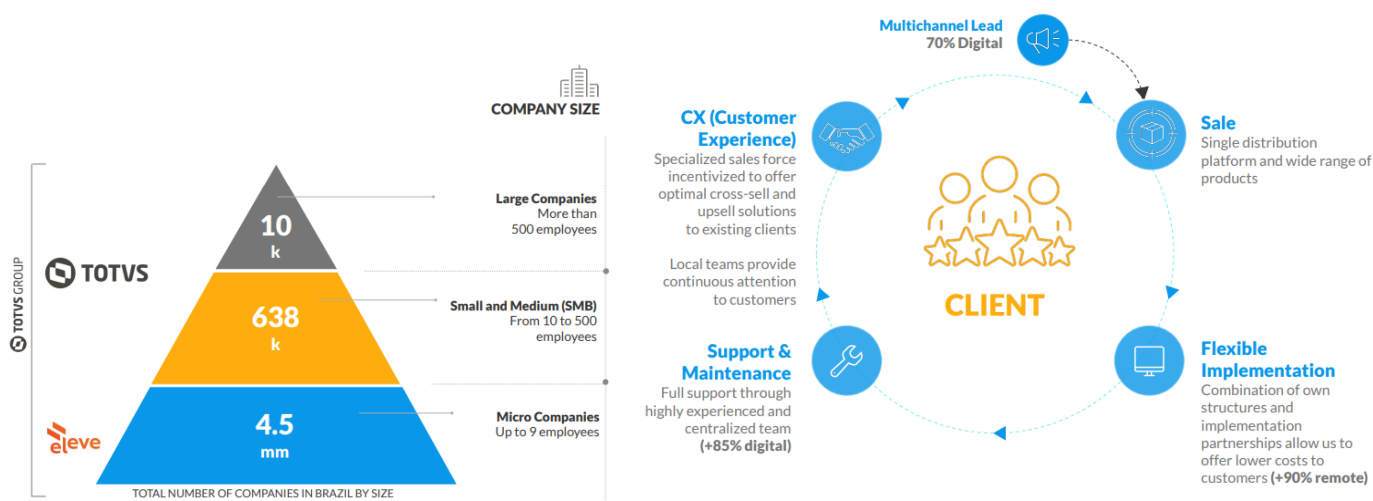 COMPANY SIZE
TOTVS GROUP
TOTVS
eleve
10
k
638
k
4.5
mm
Large Companies
More than
500 employees
Small and Medium (SMB)
From 10 to 500
employees
Micro Companies
Up to 9 employees
TOTAL NUMBER OF COMPANIES IN BRAZIL BY SIZE
Multichannel Lead
70% Digital
CX (Customer
Experience)
Specialized sales force
incentivized to offer
optimal cross-sell and
upsell solutions
to existing clients
Local teams provide
continuous attention
to customers
Sale
Single distribution
platform and wide range of
products
CLIENT
Support &
Maintenance
Full support through
highly experienced and
centralized team
(+85% digital)
Flexible
Implementation
Combination of own
structures and
implementation
partnerships allow us to
offer lower costs to
customers (+90% remote)